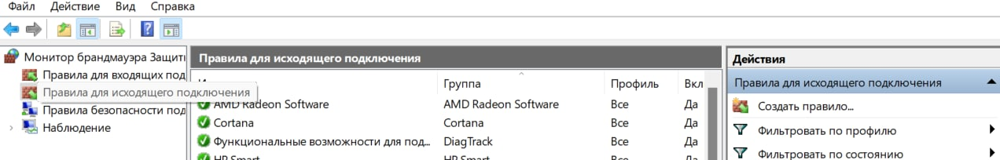 Файл Действие Вид Справка
Монитор брандмауэра Защит
Правила для входящих под
Правила для исходящего подключения
Правила безопасности под
Наблюдение
Правила для исходящего подключения
Группа Профиль Вкл
AMD Radeon Software AMD Radeon Software Все Да
Cortana Cortana Все Да
Функциональные возможности для под... DiagTrack Все Да
HP Smart HP Smart Все Да
Действия
Правила для исходящего подключения
Создать правило...
Фильтровать по профилю
Фильтровать по состоянию